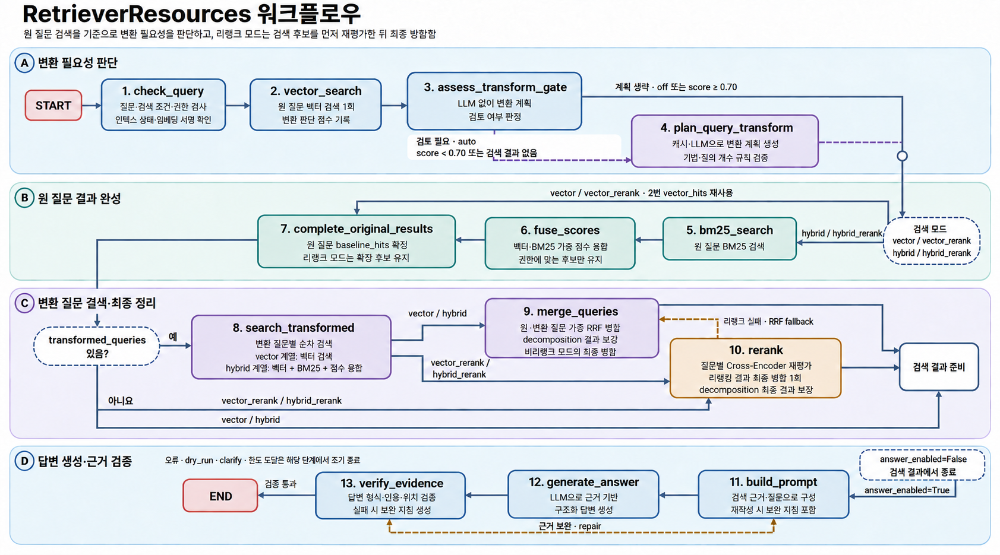 RetrieverResources 워크플로우
원 질문 검색을 기준으로 변환 필요성을 판단하고, 리랭크 모드는 검색 후보를 먼저 재평가한 뒤 최종 방합함
A 변환 필요성 판단
START
1. check_query
질문·검색 조건·권한 검사
인텍스 상태·임베딩 서명 확인
2. vector_search
원 질문 백터 검색 1회
변환 판단 점수 기록
3. assess_transform_gate
LLM 없이 변환 계획
검토 여부 판정
계획 생략 · off 또는 score ≥ 0.70
검토 필요 · auto
score < 0.70 또는 검색 결과 없음
4. plan_query_transform
캐시·LLM으로 변환 계획 생성
기법·질의 개수 규칙 검증
B 원 질문 결과 완성
vector / vector_rerank · 2번 vector_hits 재사용
7. complete_original_results
원 질문 baseline_hits 확정
리랭크 모드는 확장 후보 유지
6. fuse_scores
백터·BM25 가중 점수 융합
권한에 맞는 후보만 유지
5. bm25_search
원 질문 BM25 검색
hybrid / hybrid_rerank
검색 모드
vector / vector_rerank
hybrid / hybrid_rerank
C 변환 질문 결색·최종 정리
transformed_queries
있음?
예
8. search_transformed
변환 질문별 순차 검색
vector 계열: 벡터 검색
hybrid 계열: 벡터 + BM25 + 점수 융합
vector / hybrid
vector_rerank /
hybrid_rerank
9. merge_queries
원·변환 질문 가중 RRF 병합
decomposition 결과 보강
비리랭크 모드의 최종 병합
리랭크 실패 · RRF fallback
10. rerank
질문별 Cross-Encoder 재평가
리랭킹 결과 최종 병합 1회
decomposition 최종 결과 보장
검색 결과 준비
아니요
vector_rerank / hybrid_rerank
vector / hybrid
D 답변 생성·근거 검증
오류 · dry_run · clarify · 한도 도달은 해당 단계에서 조기 종료
END
검증 통과
13. verify_evidence
답변 형식·인용·위치 검증
실패 시 보완 지침 생성
12. generate_answer
LLM으로 근거 기반
구조화 답변 생성
11. build_prompt
검색 근거·질문으로 구성
재작성 시 보완 지침 포함
answer_enabled=False
검색 결과에서 종료
answer_enabled=True
근거 보완 · repair